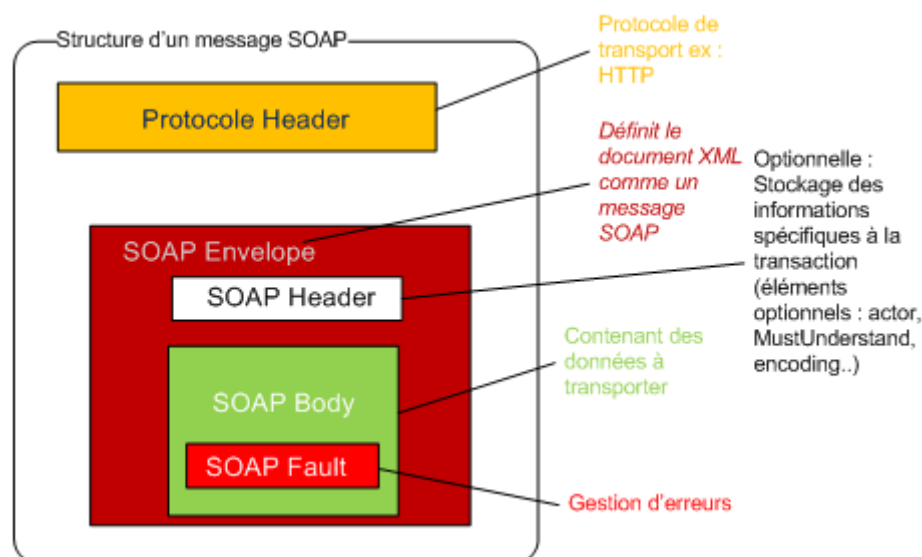 Structure d'un message SOAP
Protocole de
transport ex :
HTTP
Protocole Header
Définit le
document XML
comme un
message
SOAP
Optionnelle :
Stockage des
informations
spécifiques à la
transaction
(éléments
optionnels : actor,
MustUnderstand,
encoding..)
SOAP Envelope
SOAP Header
Contenant des
données à
transporter
SOAP Body
SOAP Fault
Gestion d'erreurs